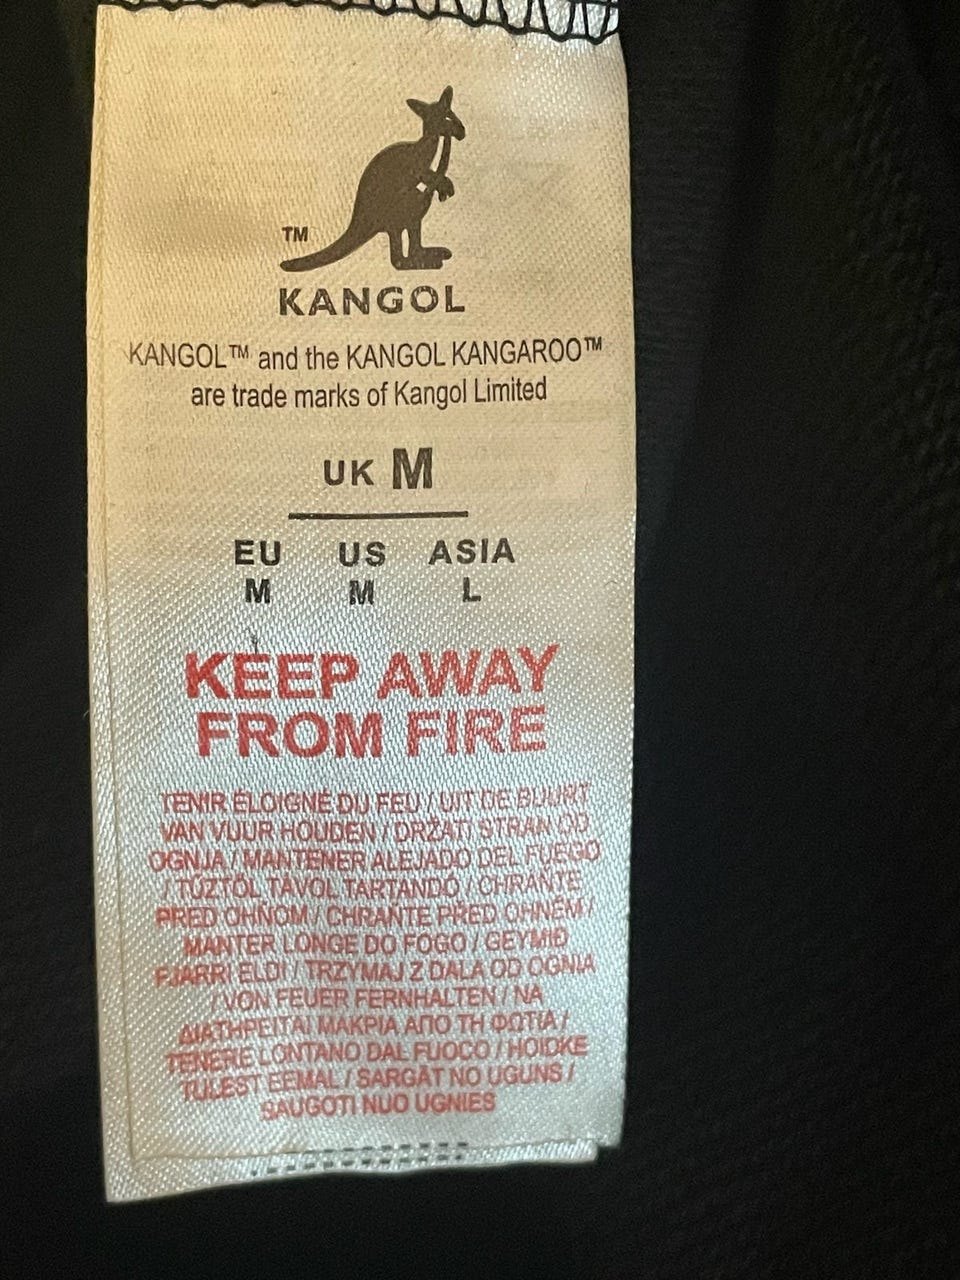 TM
KANGOL
KANGOL™ and the KANGOL KANGAROO™
are trade marks of Kangol Limited
UK M
EU US ASIA
M M L
KEEP AWAY
FROM FIRE
TENIR ÉLOIGNÉ DU FEU / UIT DE BUURT
VAN VUUR HOUDEN / DRŽATI STRAN OD
OGNJA / MANTENER ALEJADO DEL FUEGO
/ TŰZTŐL TÁVOL TARTANDÓ / CHRÁŇTE
PRED OHŇOM / CHRAŇTE PŘED OHNĚM /
MANTER LONGE DO FOGO / GEYMIÐ
FJARRI ELDI / TRZYMAJ Z DALA OD OGNIA
/ VON FEUER FERNHALTEN / ΝΑ
ΔΙΑΤΗΡΕΙΤΑΙ ΜΑΚΡΙΑ ΑΠΟ ΤΗ ΦΩΤΙΑ /
TENERE LONTANO DAL FUOCO / HOIDKE
TULEST EEMAL / SARGĀT NO UGUNS /
SAUGOTI NUO UGNIES